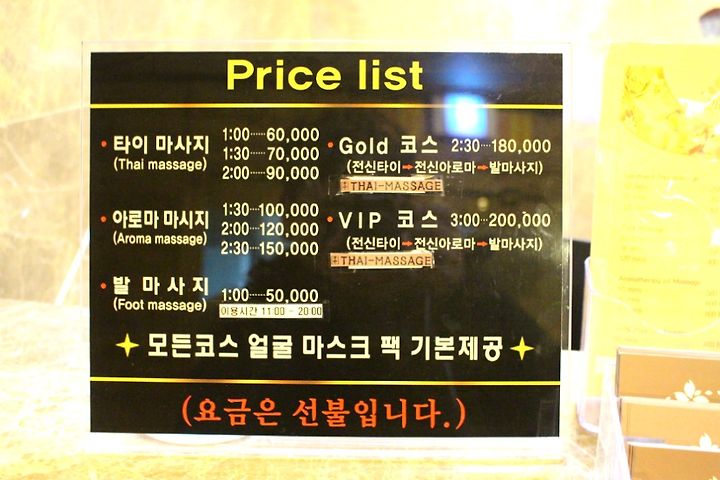 Price list
• 타이 마사지 1:00·····60,000
(Thai massage) 1:30·····70,000
2:00·····90,000
아로마 마시지 1:30···100,000
(Aroma massage) 2:00···120,000
2:30···150,000
• 발 마 사 지
(Foot massage) 1:00·····50,000
이용시간 11:00 - 20:00
• Gold 코스 2:30···180,000
(전신타이➡전신아로마➡발마사지)
THAI-MASSAGE
• VIP 코스 3:00···200,000
(전신타이➡전신아로마➡발마사지)
THAI-MASSAGE
모든코스 얼굴 마스크 팩 기본제공
(요금은 선불입니다.)